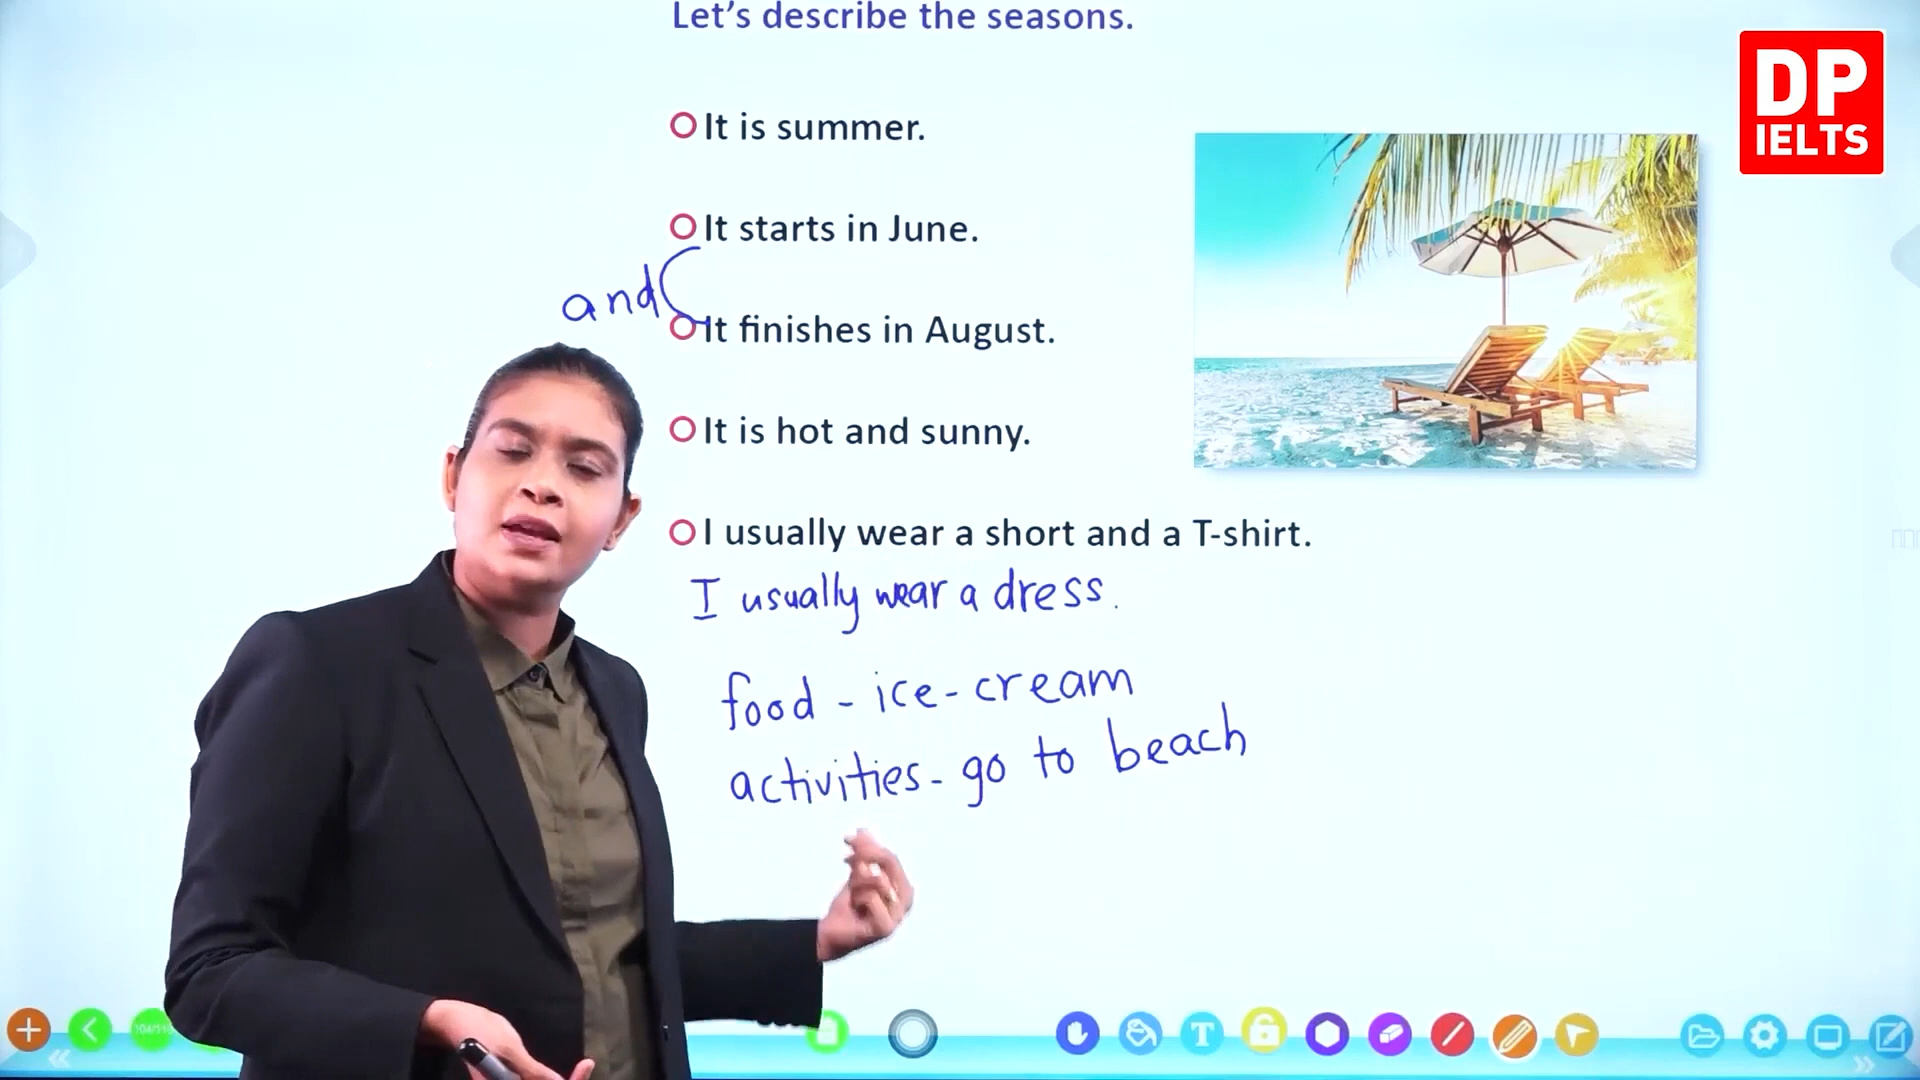 Let's describe the seasons.
DP
IELTS
It is summer.
It starts in June.
and
It finishes in August.
It is hot and sunny.
I usually wear a short and a T-shirt.
I usually wear a dress.
food - ice-cream
activities - go to beach
T